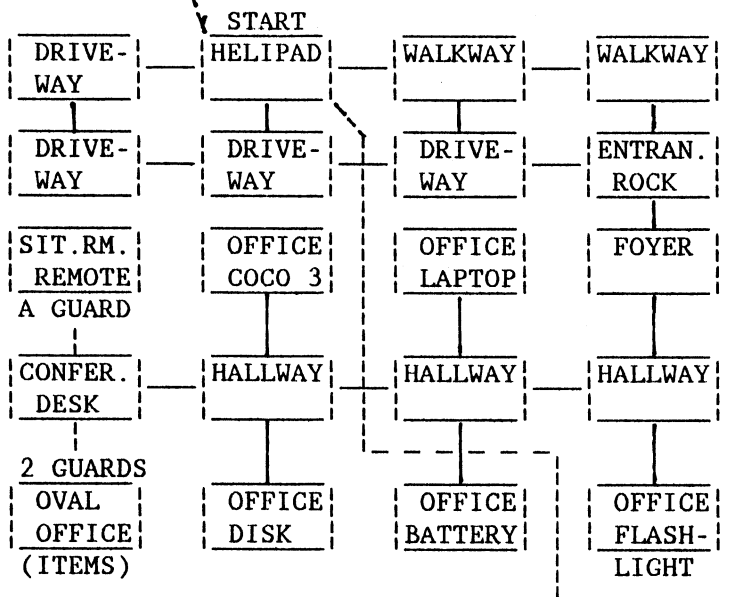 START
DRIVE- HELIPAD WALKWAY WALKWAY
WAY
DRIVE- DRIVE- DRIVE- ENTRAN.
WAY WAY WAY ROCK
SIT.RM. OFFICE OFFICE FOYER
REMOTE COCO 3 LAPTOP
A GUARD
CONFER. HALLWAY HALLWAY HALLWAY
DESK
2 GUARDS
OVAL OFFICE OFFICE OFFICE
OFFICE DISK BATTERY FLASH-
(ITEMS) LIGHT